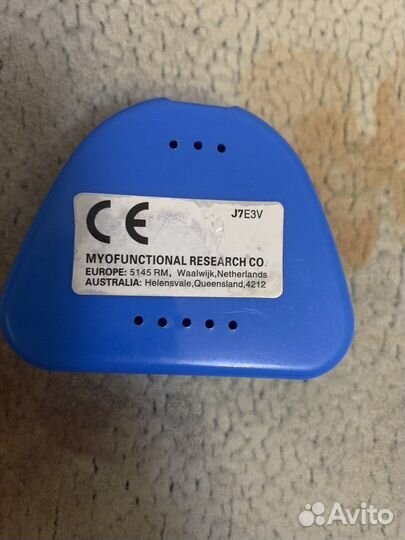 CE
J7E3V
MYOFUNCTIONAL RESEARCH CO.
EUROPE: 5145 RM, Waalwijk,Netherlands
AUSTRALIA: Helensvale,Queensland,4212
Avito